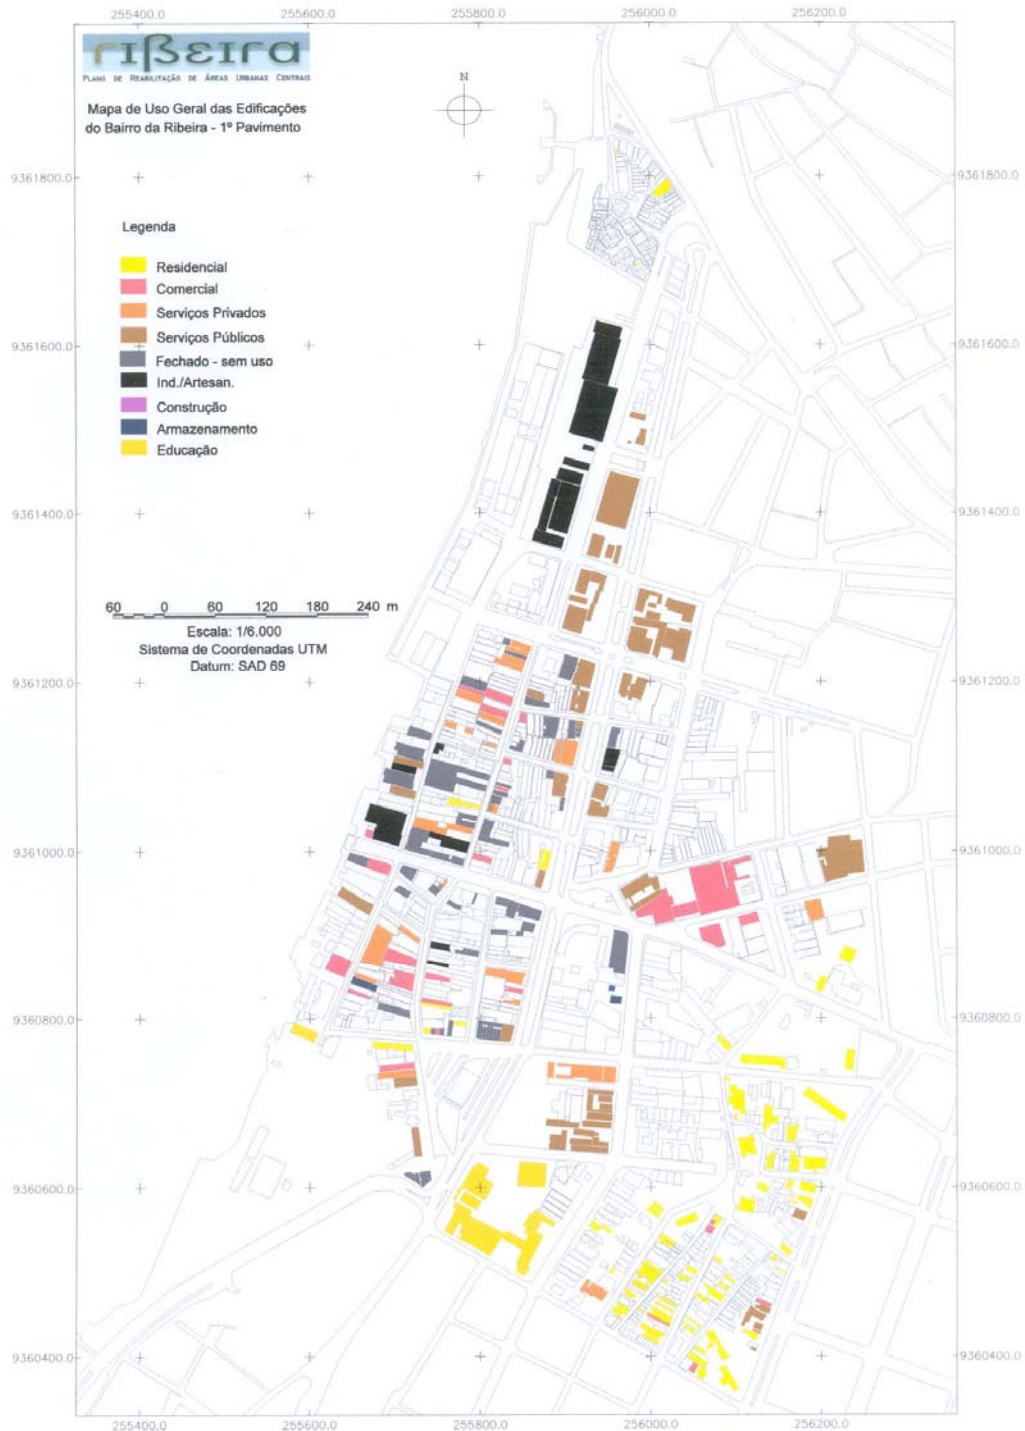 255400.0 255600.0 255800.0 256000.0 256200.0
rißεira
PLANO DE REABILITAÇÃO DE ÁREAS URBANAS CENTRAIS
N
Mapa de Uso Geral das Edificações
do Bairro da Ribeira - 1º Pavimento
9361800.0 9361800.0
Legenda
Residencial
Comercial
Serviços Privados
Serviços Públicos
9361600.0 9361600.0
Fechado - sem uso
Ind./Artesan.
Construção
Armazenamento
Educação
9361400.0 9361400.0
60 0 60 120 180 240 m
Escala: 1/6.000
Sistema de Coordenadas UTM
Datum: SAD 69
9361200.0 9361200.0
9361000.0 9361000.0
9360800.0 9360800.0
9360600.0 9360600.0
9360400.0 9360400.0
255400.0 255600.0 255800.0 256000.0 256200.0